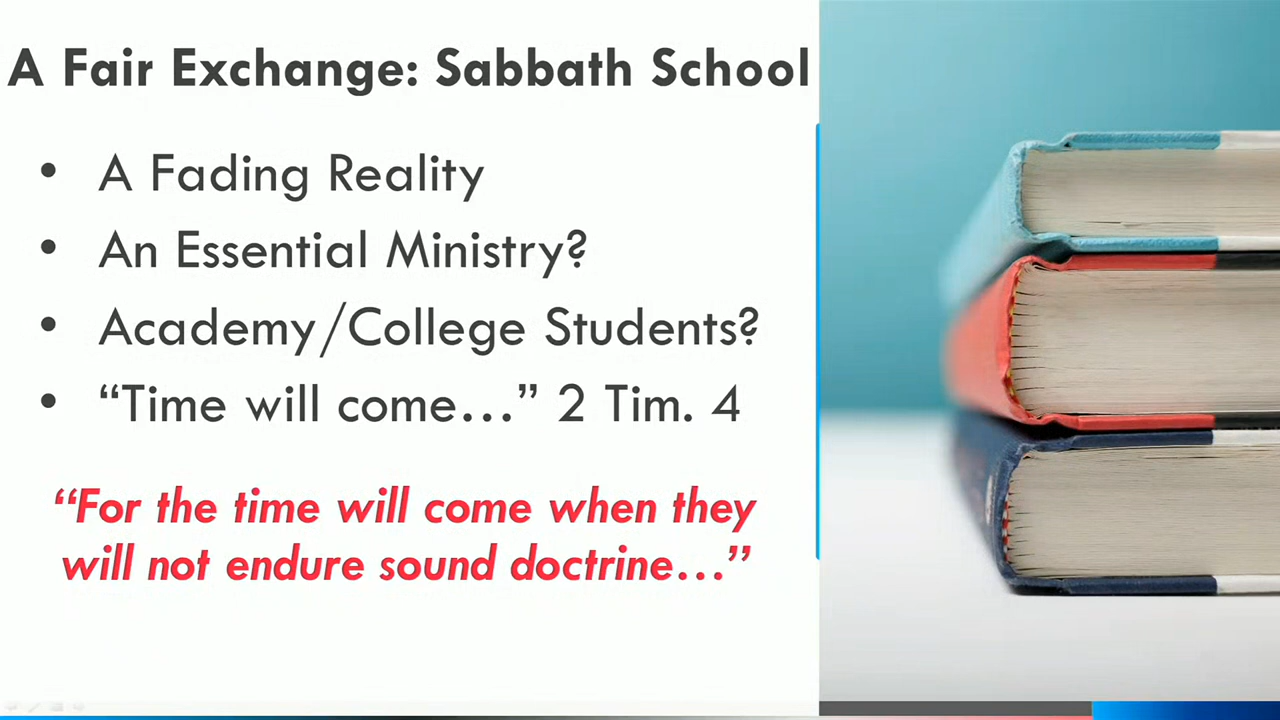 A Fair Exchange: Sabbath School
• A Fading Reality
• An Essential Ministry?
• Academy/College Students?
• “Time will come…” 2 Tim. 4
“For the time will come when they
will not endure sound doctrine…”